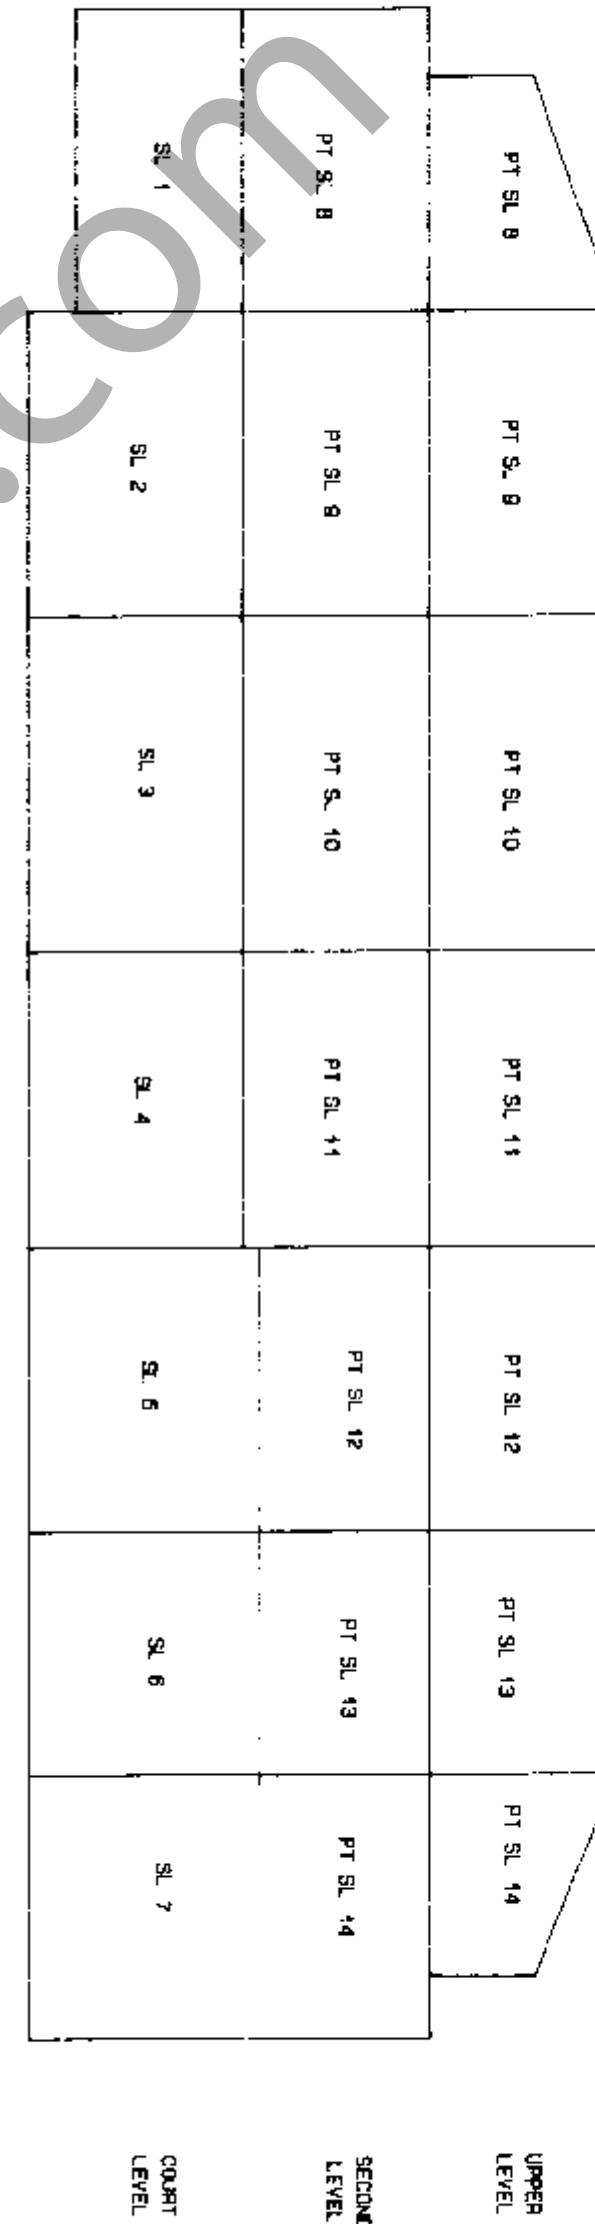 .com
SL 1
PT SL 8
PT SL 8
SL 2
PT SL 9
PT SL 9
SL 3
PT SL 10
PT SL 10
SL 4
PT SL 11
PT SL 11
SL 5
PT SL 12
PT SL 12
SL 6
PT SL 13
PT SL 13
SL 7
PT SL 14
PT SL 14
COURT
LEVEL
SECOND
LEVEL
UPPER
LEVEL